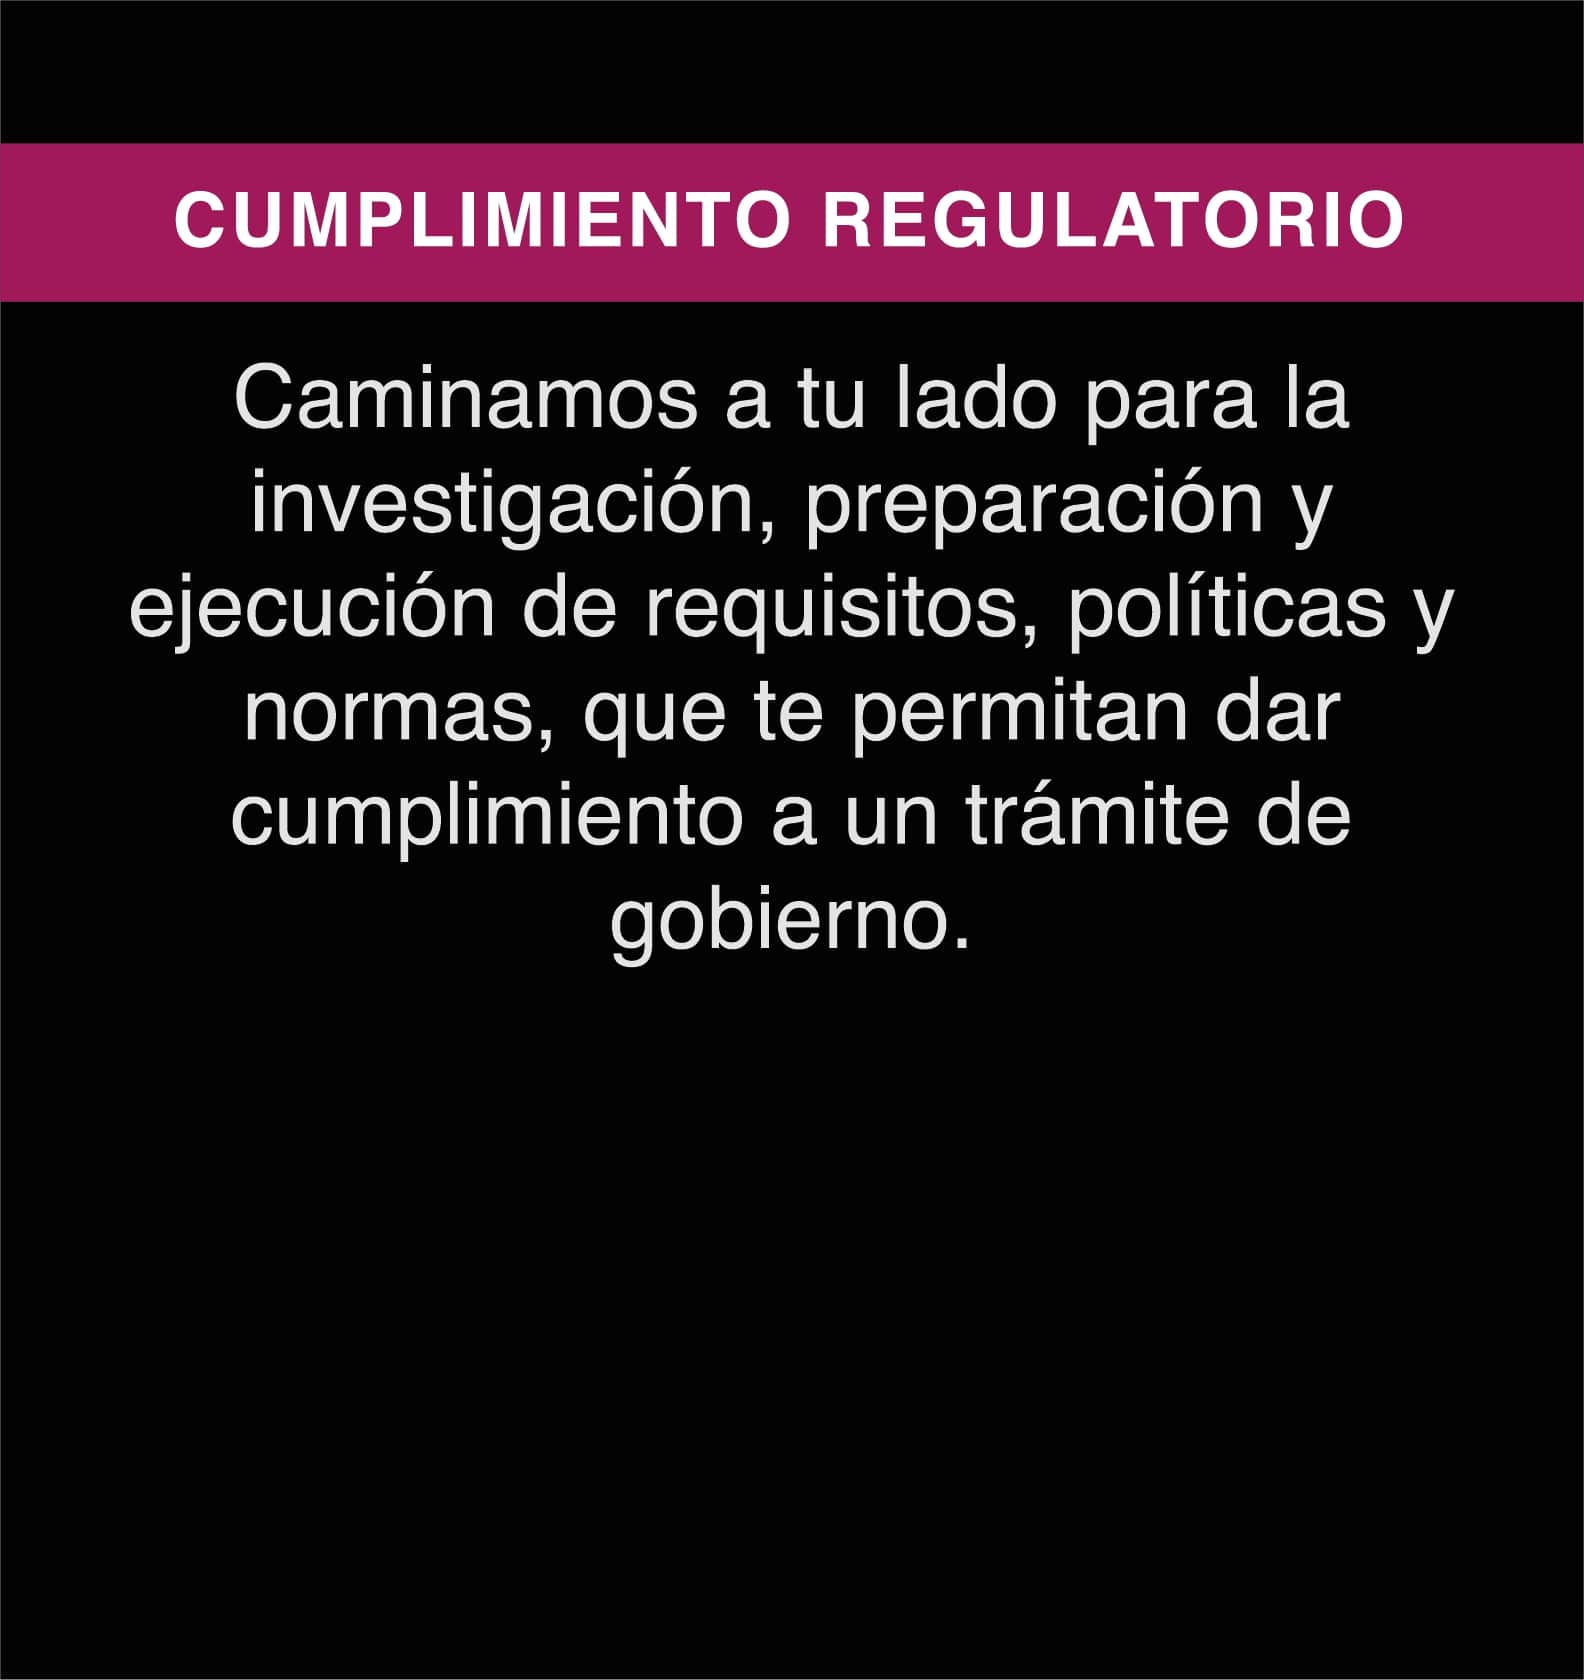 CUMPLIMIENTO REGULATORIO
Caminamos a tu lado para la
investigación, preparación y
ejecución de requisitos, políticas y
normas, que te permitan dar
cumplimiento a un trámite de
gobierno.